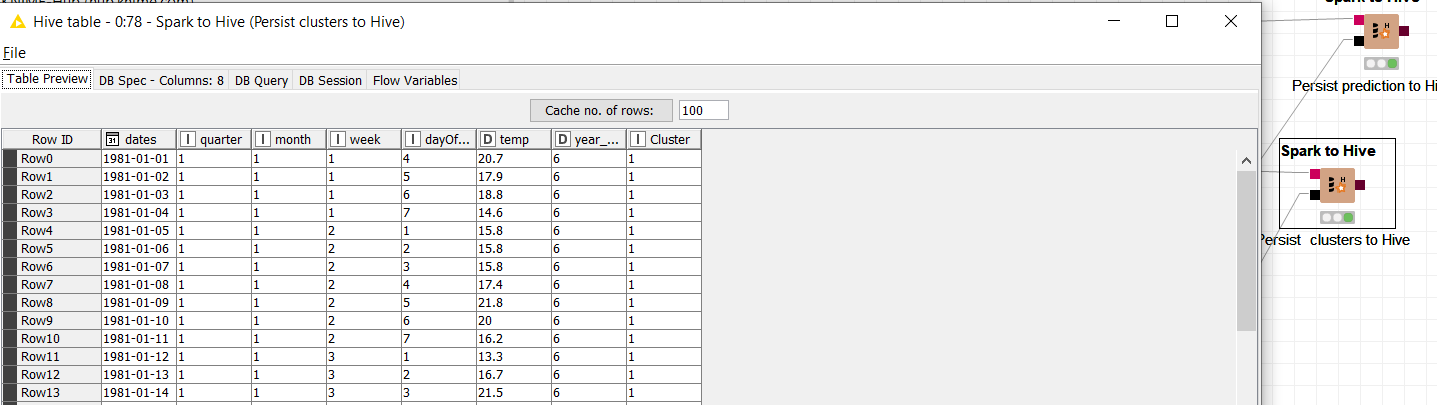 Hive table - 0:78 - Spark to Hive (Persist clusters to Hive)
File
Table Preview DB Spec - Columns: 8 DB Query DB Session Flow Variables
Cache no. of rows: 100
Row ID 31 dates I quarter I month I week I dayOf... D temp D year_... I Cluster
Row0 1981-01-01 1 1 1 4 20.7 6 1
Row1 1981-01-02 1 1 1 5 17.9 6 1
Row2 1981-01-03 1 1 1 6 18.8 6 1
Row3 1981-01-04 1 1 1 7 14.6 6 1
Row4 1981-01-05 1 1 2 1 15.8 6 1
Row5 1981-01-06 1 1 2 2 15.8 6 1
Row6 1981-01-07 1 1 2 3 15.8 6 1
Row7 1981-01-08 1 1 2 4 17.4 6 1
Row8 1981-01-09 1 1 2 5 21.8 6 1
Row9 1981-01-10 1 1 2 6 20 6 1
Row10 1981-01-11 1 1 2 7 16.2 6 1
Row11 1981-01-12 1 1 3 1 13.3 6 1
Row12 1981-01-13 1 1 3 2 16.7 6 1
Row13 1981-01-14 1 1 3 3 21.5 6 1
H
Persist prediction to Hi
Spark to Hive
H
Persist clusters to Hive